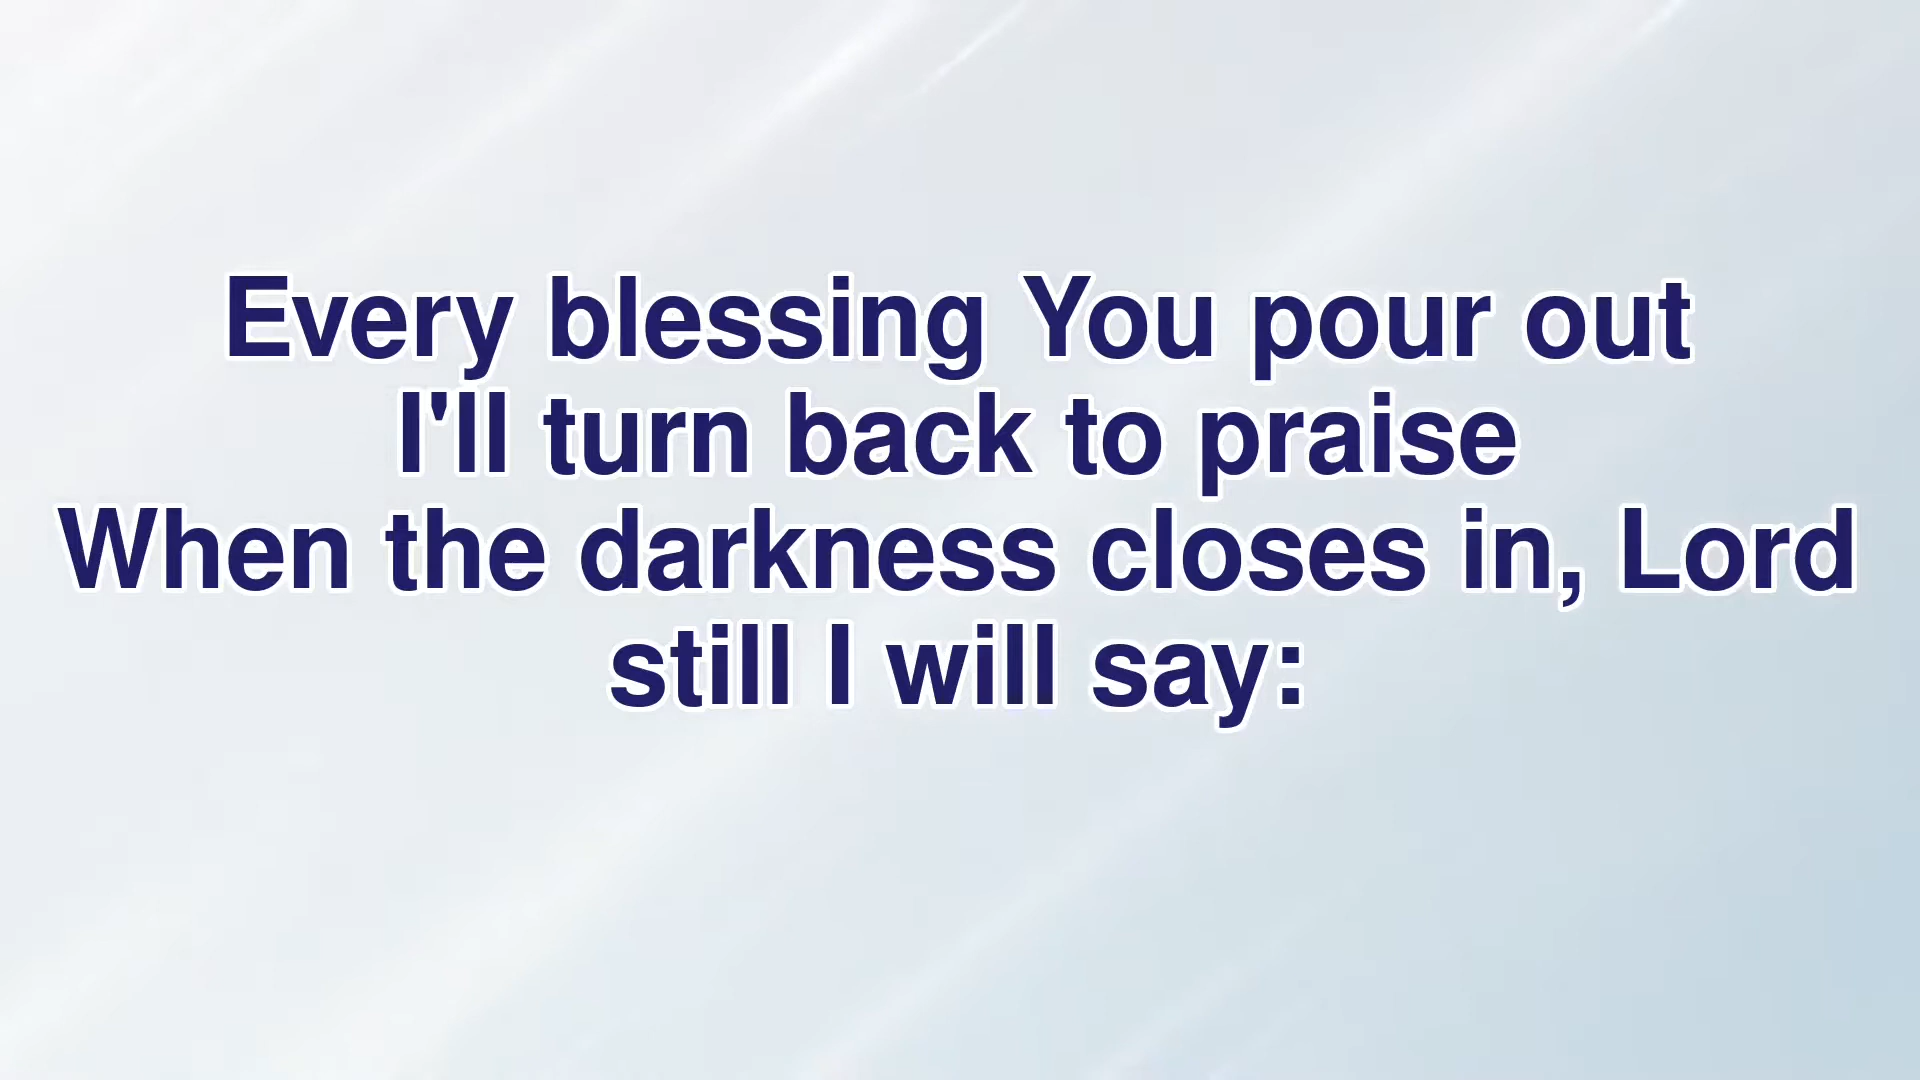 Every blessing You pour out
I'll turn back to praise
When the darkness closes in, Lord
still I will say: